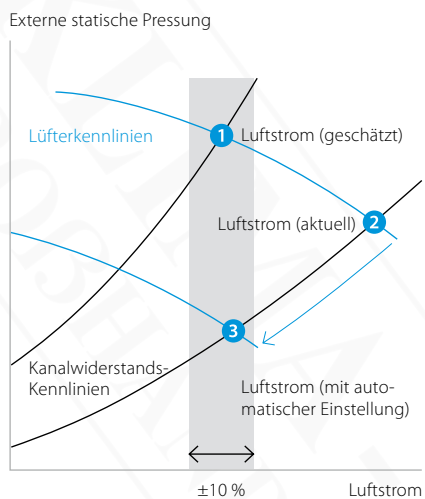 Externe statische Pressung
Lüfterkennlinien
1
Luftstrom (geschätzt)
Luftstrom (aktuell)
2
3
Kanalwiderstands-
Kennlinien
Luftstrom (mit auto-
matischer Einstellung)
±10 %
Luftstrom